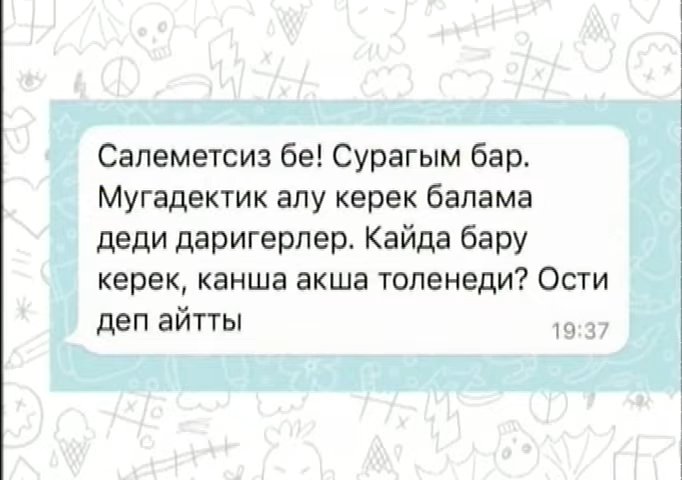 Салеметсиз бе! Сурагым бар.
Мугадектик алу керек балама
деди даригерлер. Кайда бару
керек, канша акша толенеди? Ости
деп айтты
19:37